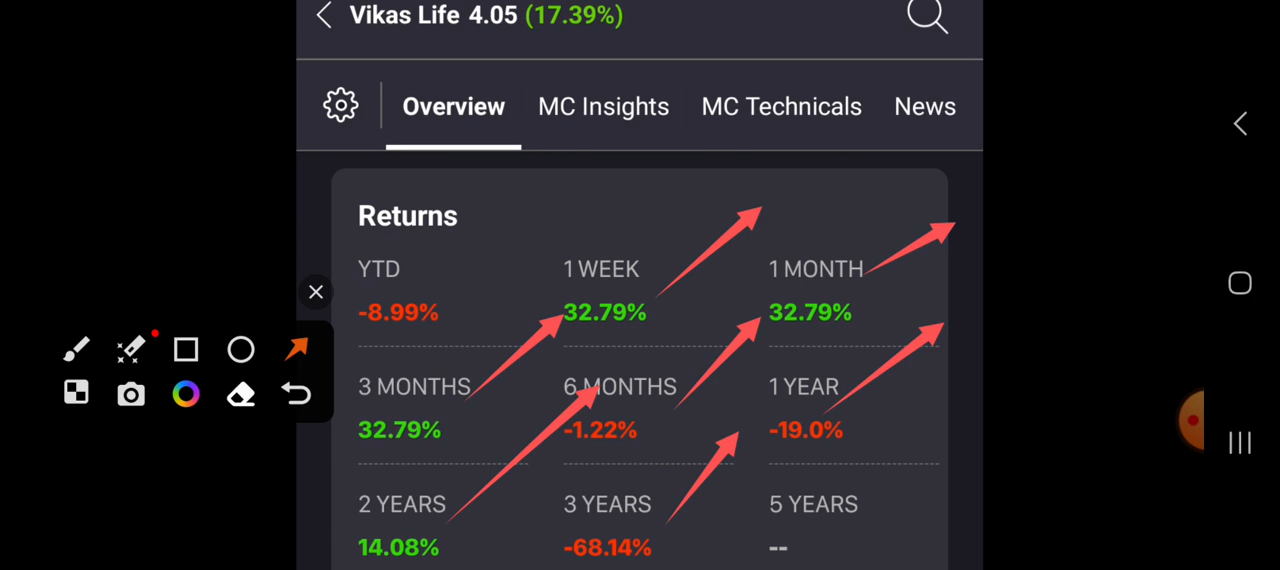 Vikas Life 4.05 (17.39%)
Overview MC Insights MC Technicals News
Returns
YTD 1 WEEK 1 MONTH
-8.99% 32.79% 32.79%
3 MONTHS 6 MONTHS 1 YEAR
32.79% -1.22% -19.0%
2 YEARS 3 YEARS 5 YEARS
14.08% -68.14% --